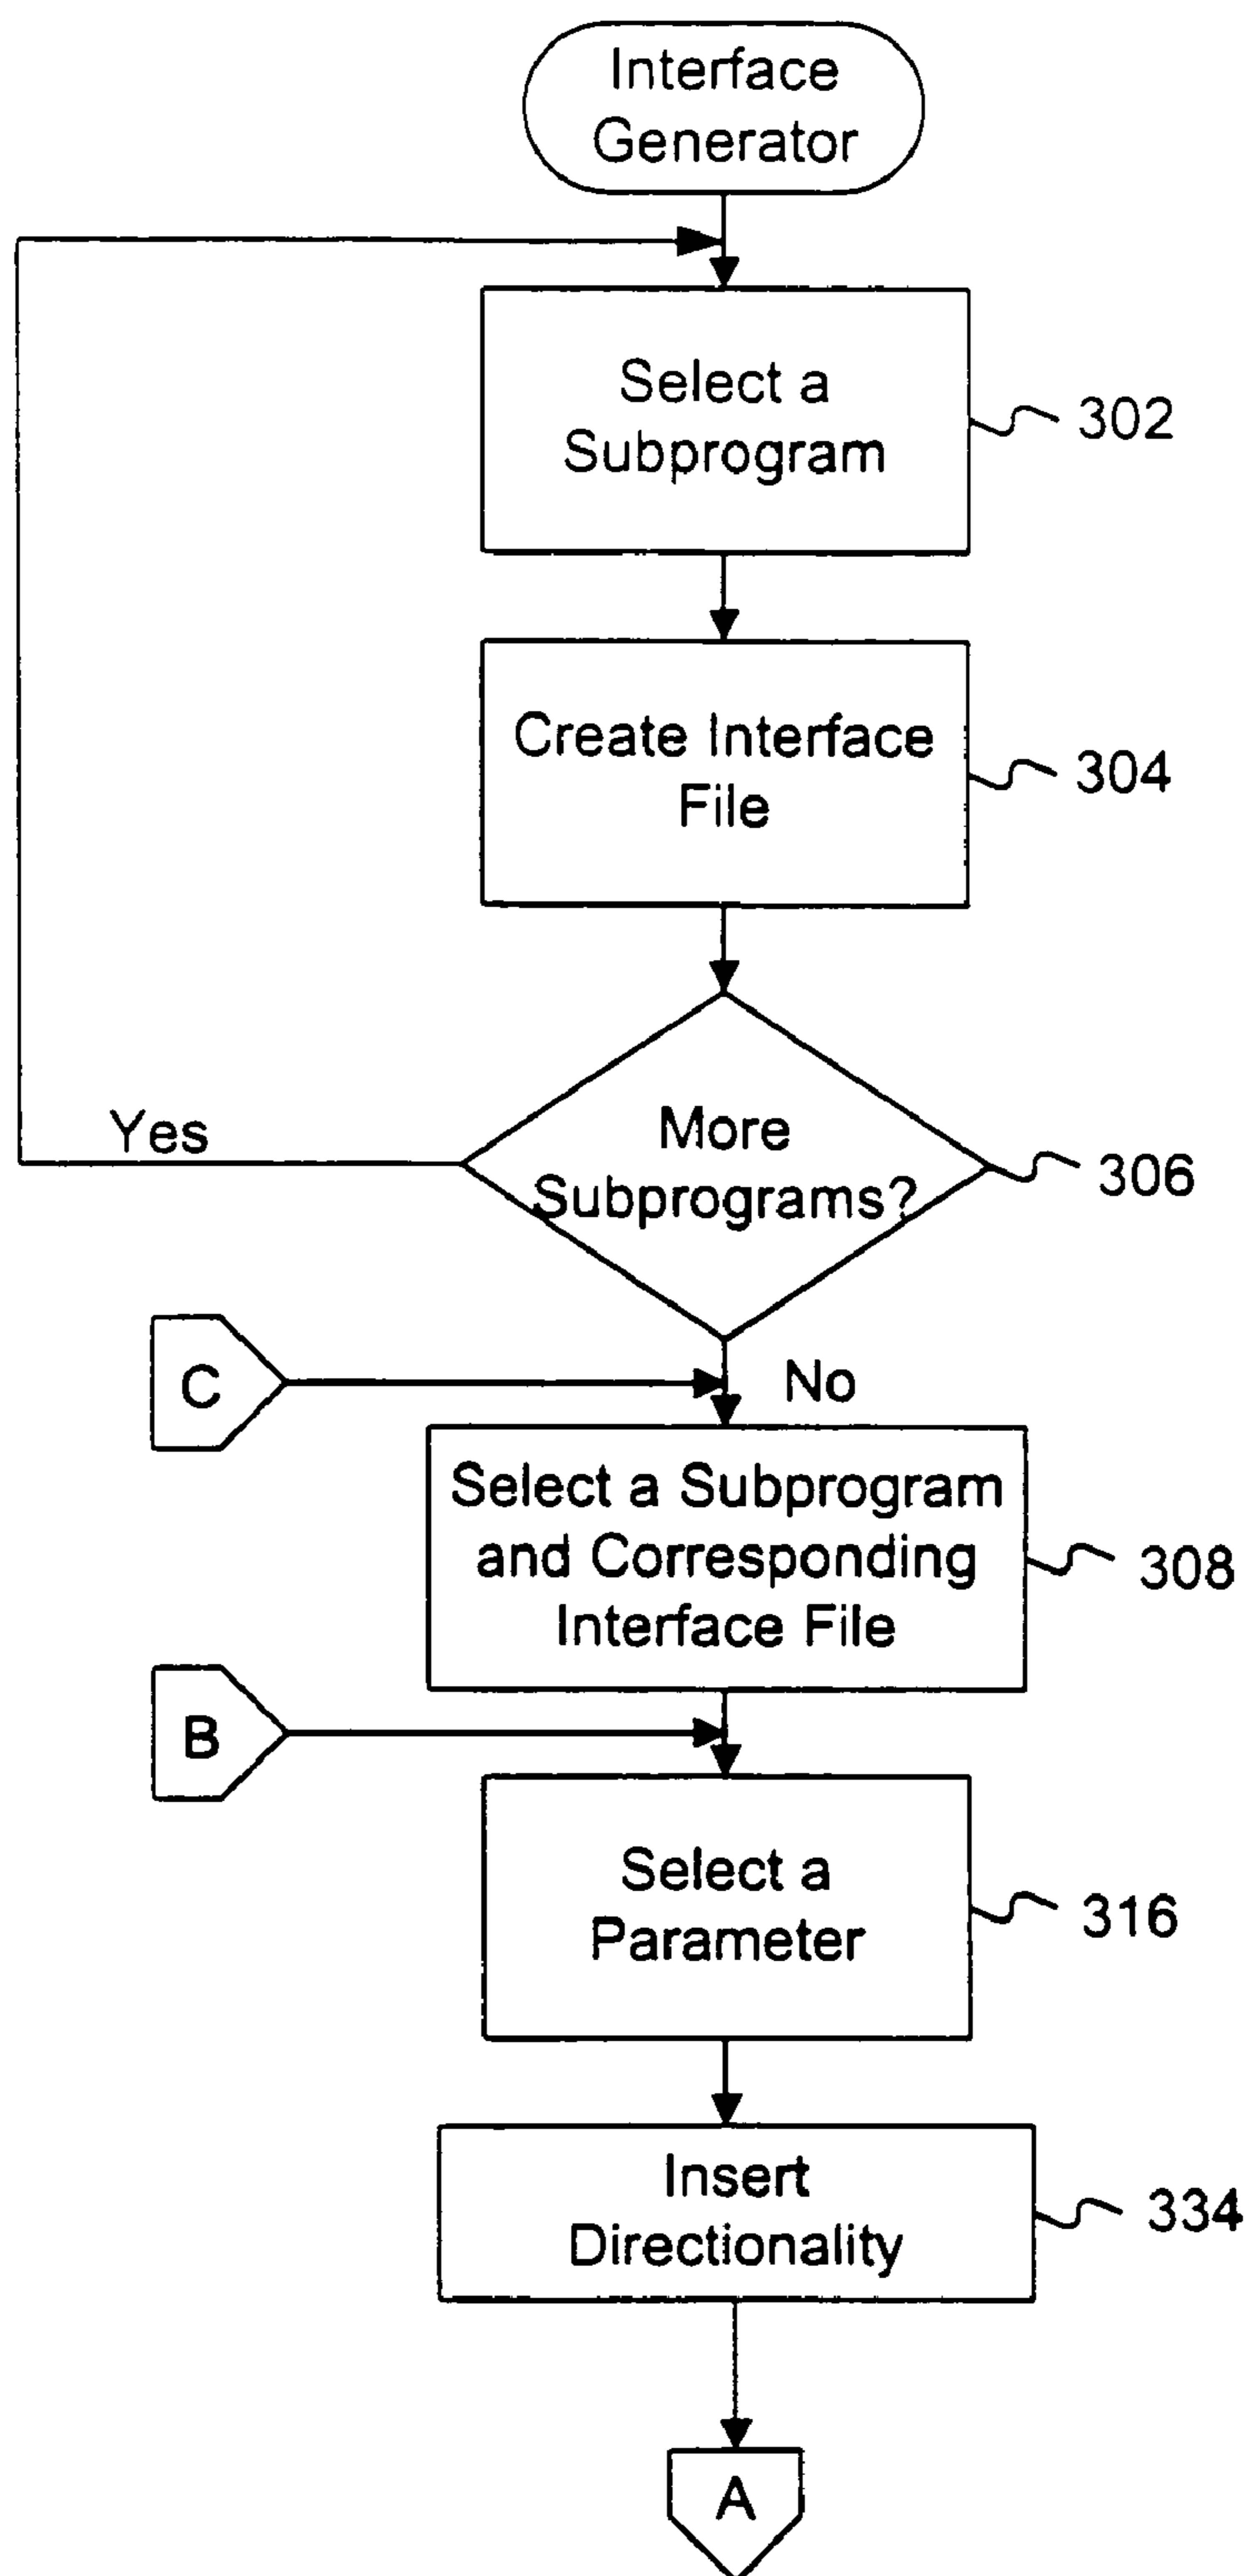 Interface
Generator
Select a
Subprogram
302
Create Interface
File
304
More
Subprograms?
306
Yes
No
C
Select a Subprogram
and Corresponding
Interface File
308
B
Select a
Parameter
316
Insert
Directionality
334
A